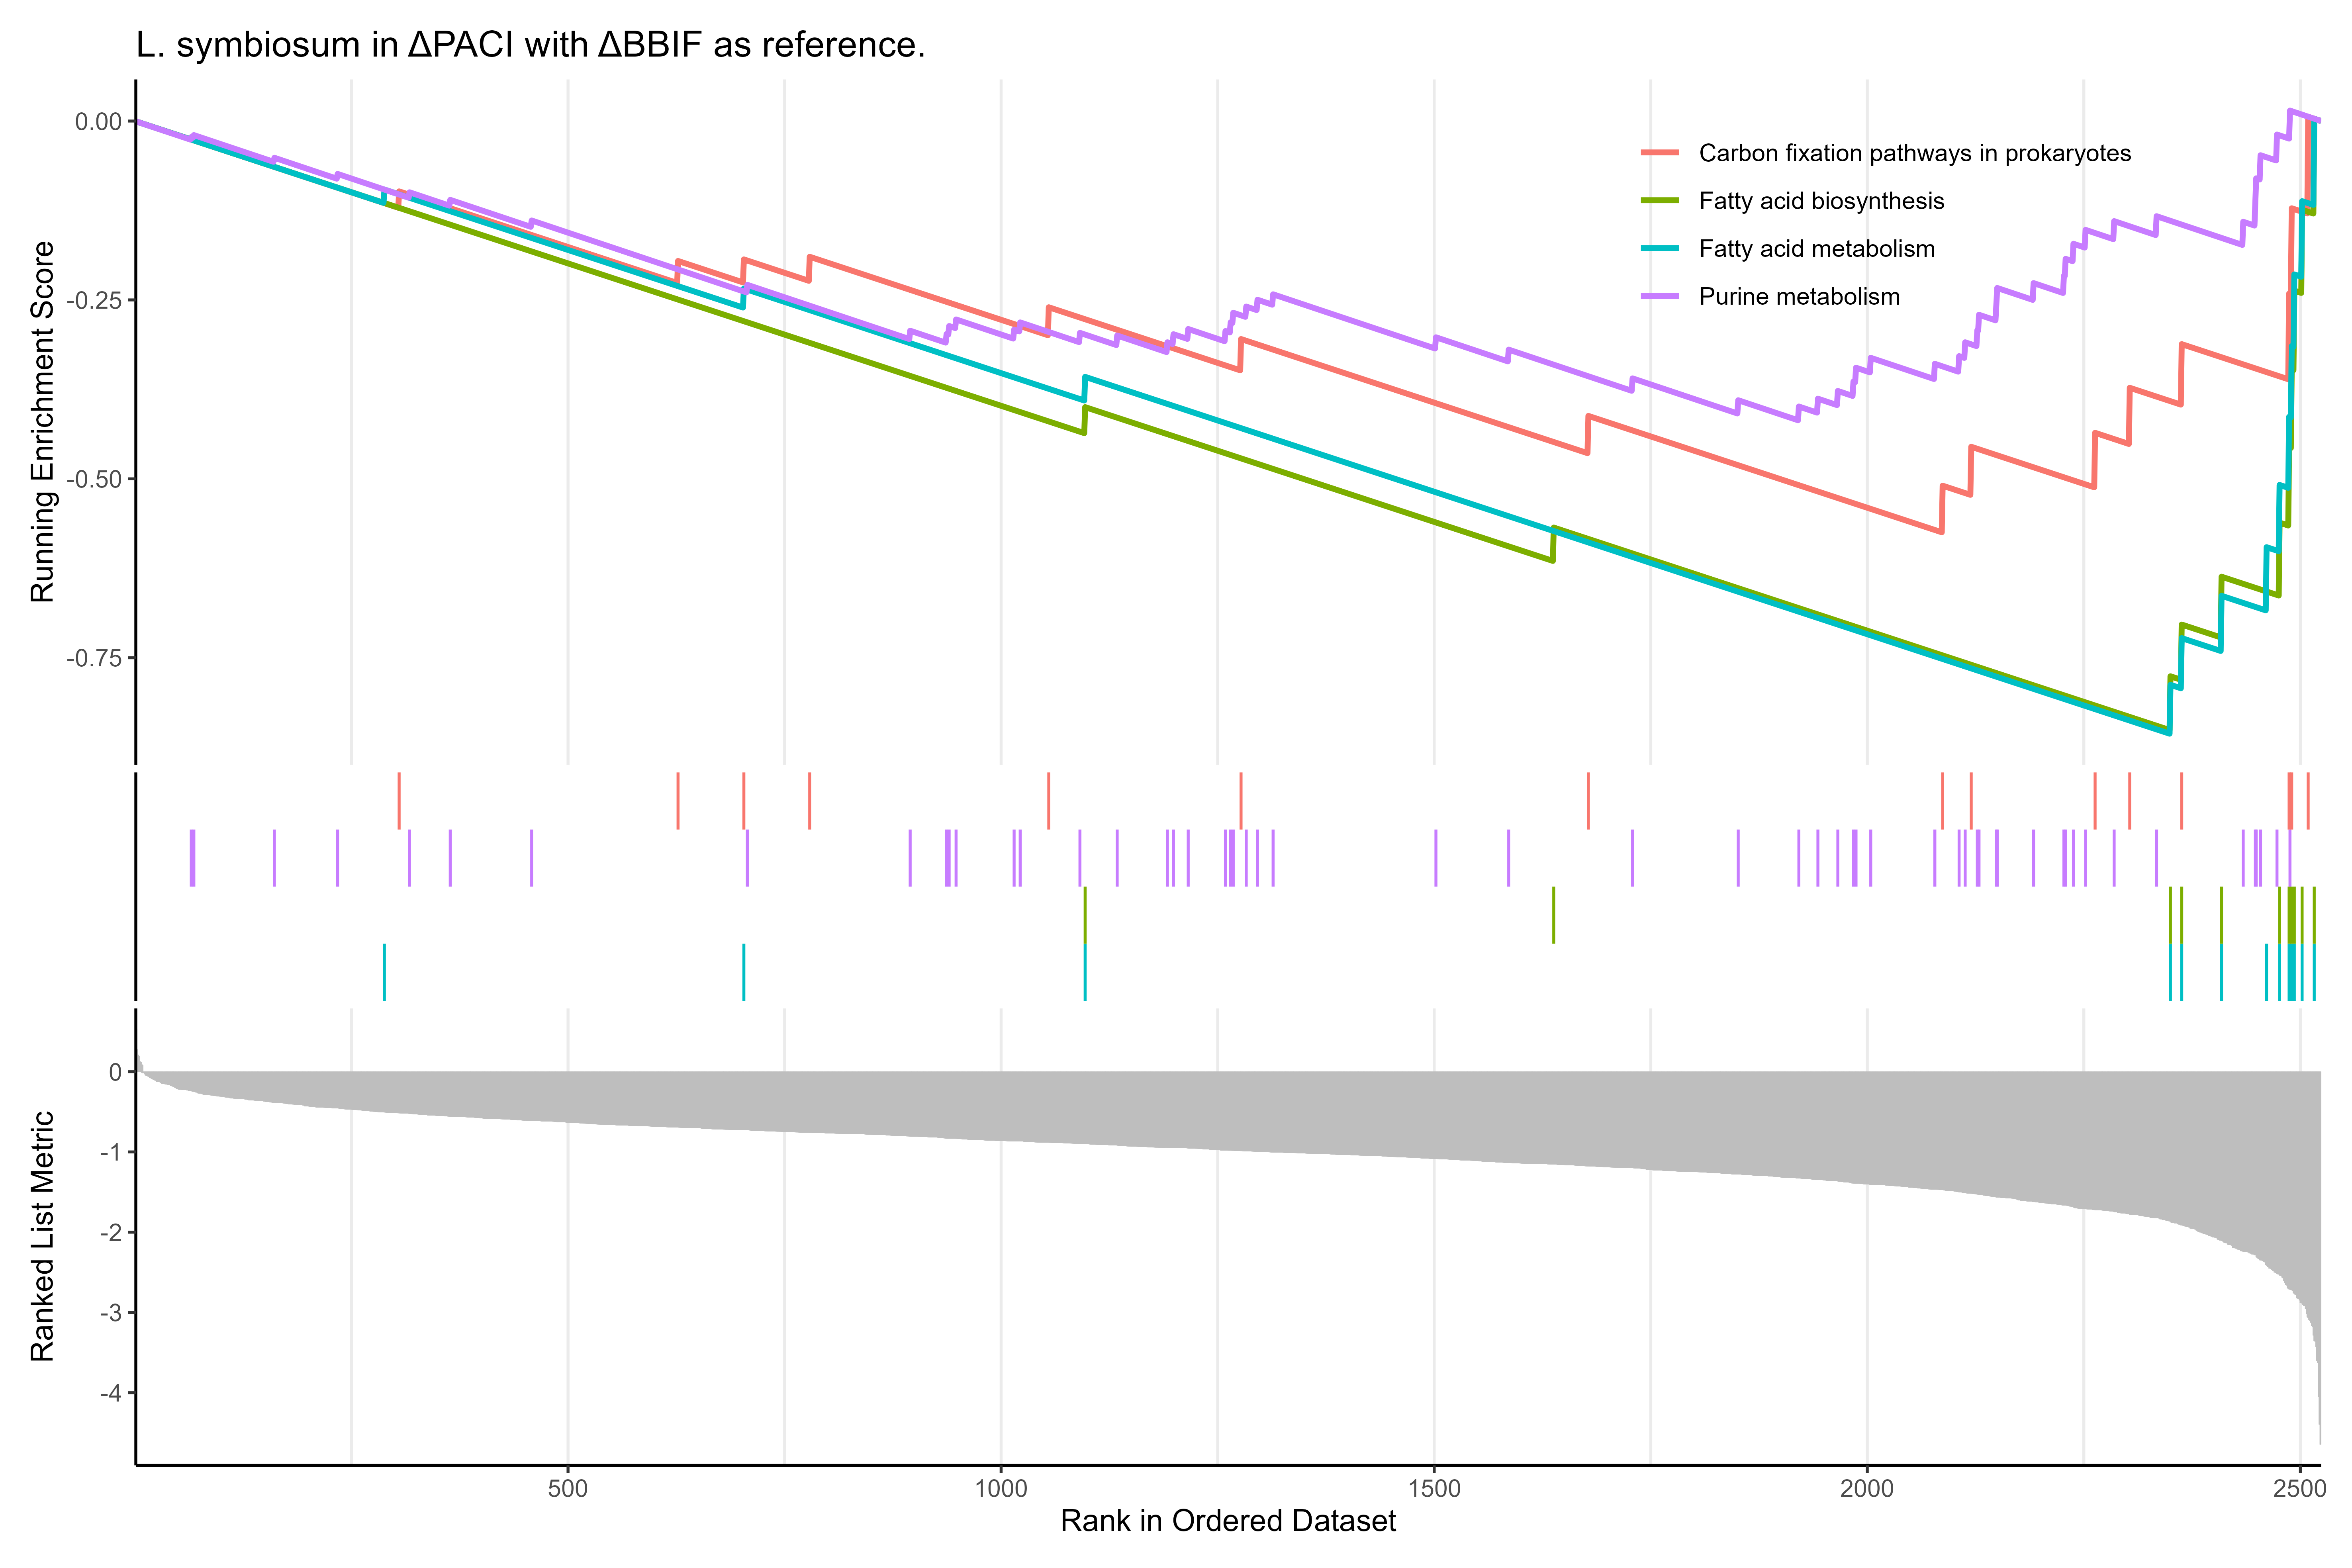 L. symbiosum in ΔPACI with ΔBBIF as reference.
Running Enrichment Score
0.00
-0.25
-0.50
-0.75
Carbon fixation pathways in prokaryotes
Fatty acid biosynthesis
Fatty acid metabolism
Purine metabolism
Ranked List Metric
0
-1
-2
-3
-4
500
1000
1500
2000
2500
Rank in Ordered Dataset